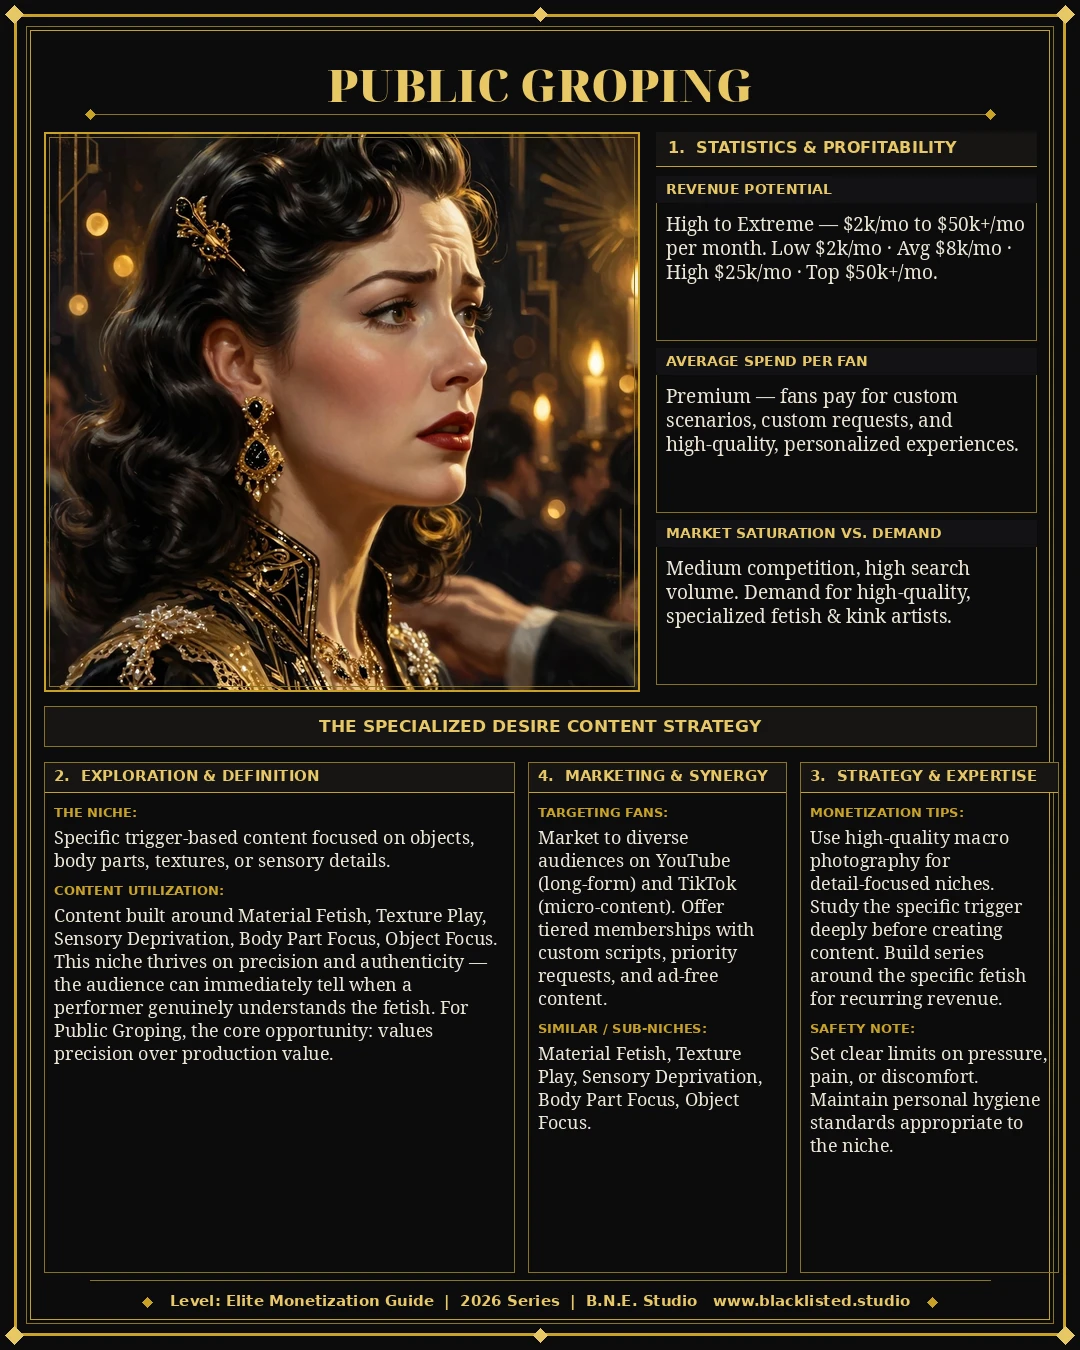 PUBLIC GROPING
1. STATISTICS & PROFITABILITY
REVENUE POTENTIAL
High to Extreme — $2k/mo to $50k+/mo
per month. Low $2k/mo · Avg $8k/mo ·
High $25k/mo · Top $50k+/mo.
AVERAGE SPEND PER FAN
Premium — fans pay for custom
scenarios, custom requests, and
high-quality, personalized experiences.
MARKET SATURATION VS. DEMAND
Medium competition, high search
volume. Demand for high-quality,
specialized fetish & kink artists.
THE SPECIALIZED DESIRE CONTENT STRATEGY
2. EXPLORATION & DEFINITION
THE NICHE:
Specific trigger-based content focused on objects,
body parts, textures, or sensory details.
CONTENT UTILIZATION:
Content built around Material Fetish, Texture Play,
Sensory Deprivation, Body Part Focus, Object Focus.
This niche thrives on precision and authenticity —
the audience can immediately tell when a
performer genuinely understands the fetish. For
Public Groping, the core opportunity: values
precision over production value.
4. MARKETING & SYNERGY
TARGETING FANS:
Market to diverse
audiences on YouTube
(long-form) and TikTok
(micro-content). Offer
tiered memberships with
custom scripts, priority
requests, and ad-free
content.
SIMILAR / SUB-NICHES:
Material Fetish, Texture
Play, Sensory Deprivation,
Body Part Focus, Object
Focus.
3. STRATEGY & EXPERTISE
MONETIZATION TIPS:
Use high-quality macro
photography for
detail-focused niches.
Study the specific trigger
deeply before creating
content. Build series
around the specific fetish
for recurring revenue.
SAFETY NOTE:
Set clear limits on pressure,
pain, or discomfort.
Maintain personal hygiene
standards appropriate to
the niche.
Level: Elite Monetization Guide | 2026 Series | B.N.E. Studio www.blacklisted.studio